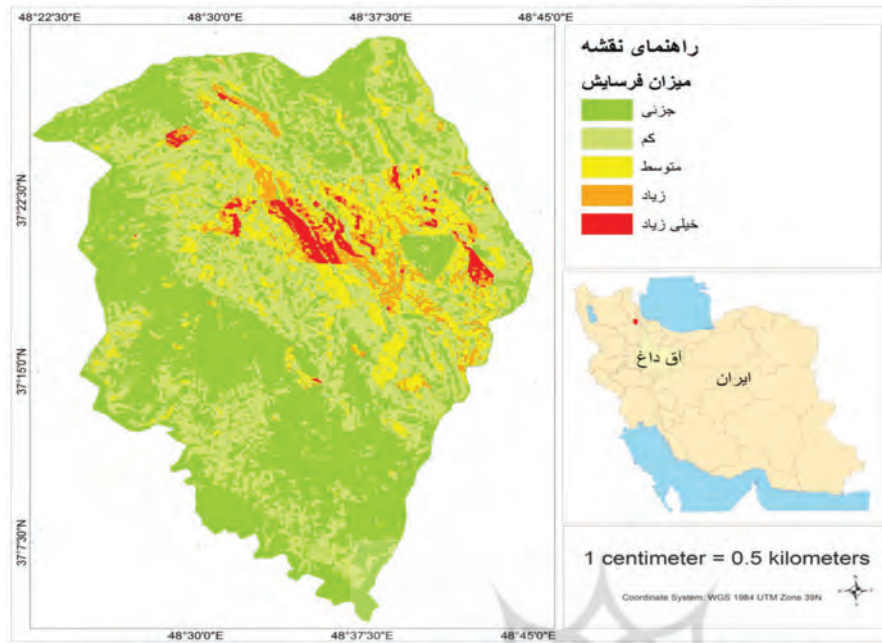 48°22'30"E 48°30'0"E 48°37'30"E 48°45'0"E
37°22'30"N
37°15'0"N
37°7'30"N
48°30'0"E 48°37'30"E 48°45'0"E
راهنمای نقشه
میزان فرسایش
جزئی
کم
متوسط
زیاد
خیلی زیاد
آق داغ
ایران
1 centimeter = 0.5 kilometers
Coordinate System: WGS 1984 UTM Zone 39N